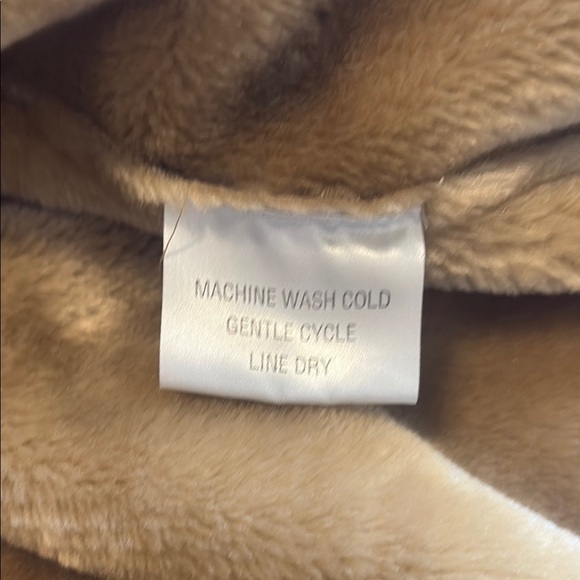 MACHINE WASH COLD
GENTLE CYCLE
LINE DRY